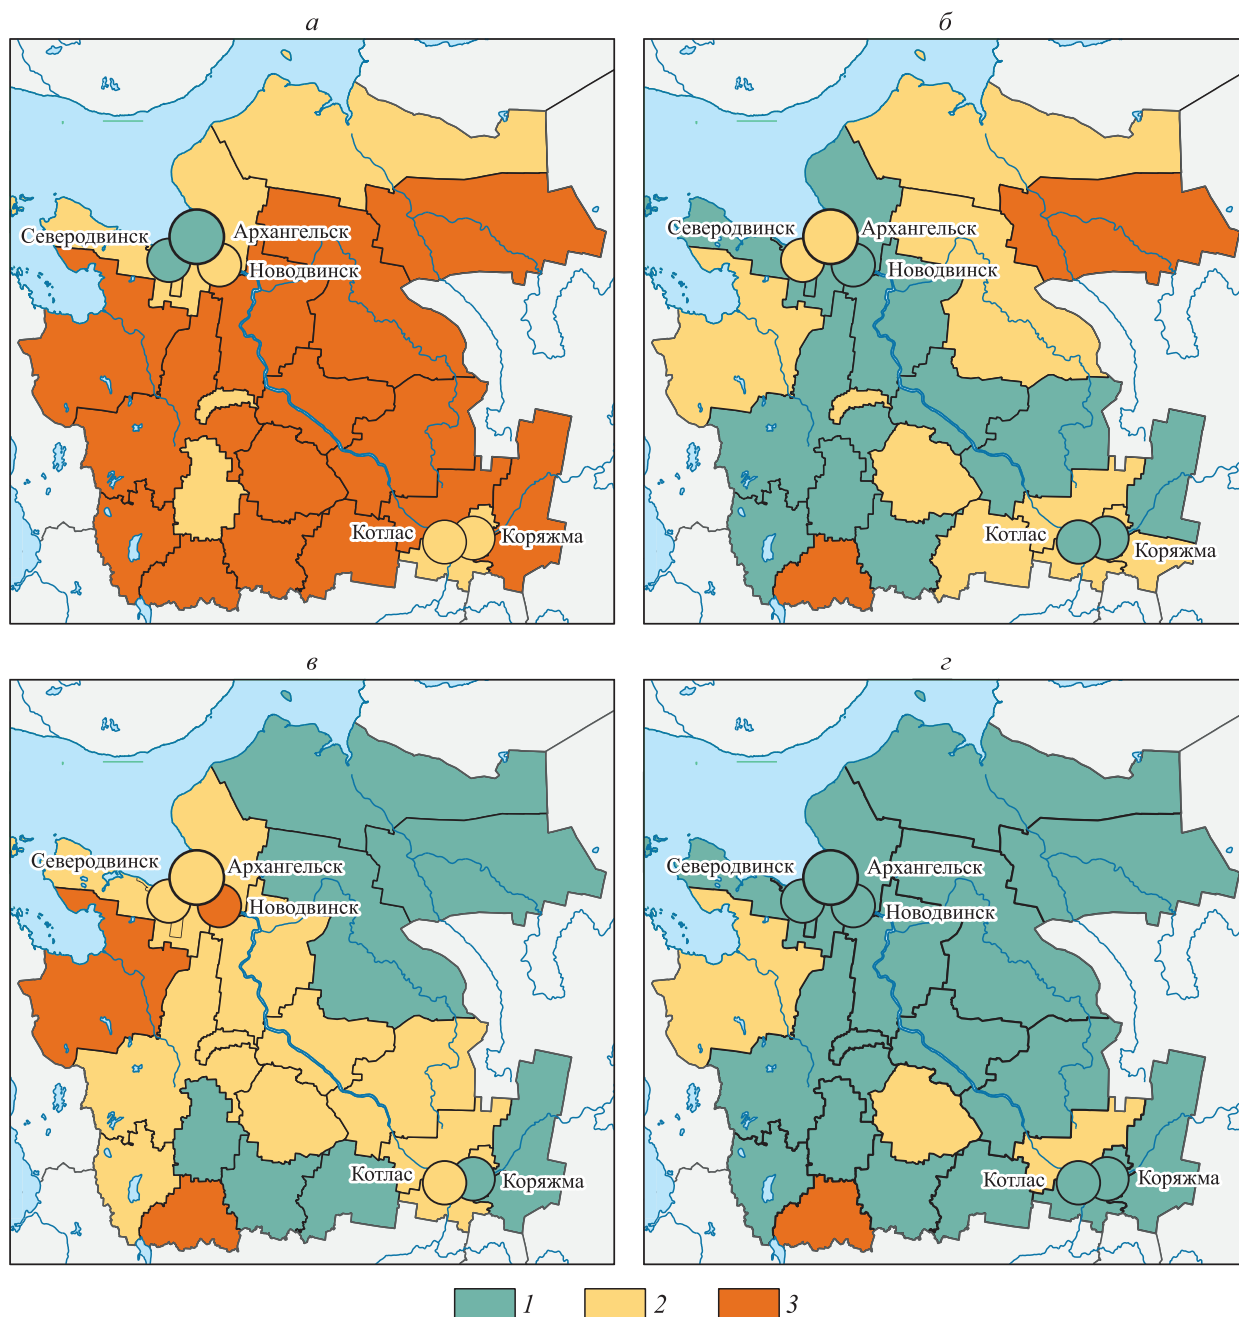 а
б
Северодвинск
Архангельск
Новодвинск
Котлас
Коряжма
Северодвинск
Архангельск
Новодвинск
Котлас
Коряжма
в
г
Северодвинск
Архангельск
Новодвинск
Котлас
Коряжма
Северодвинск
Архангельск
Новодвинск
Котлас
Коряжма
1 2 3